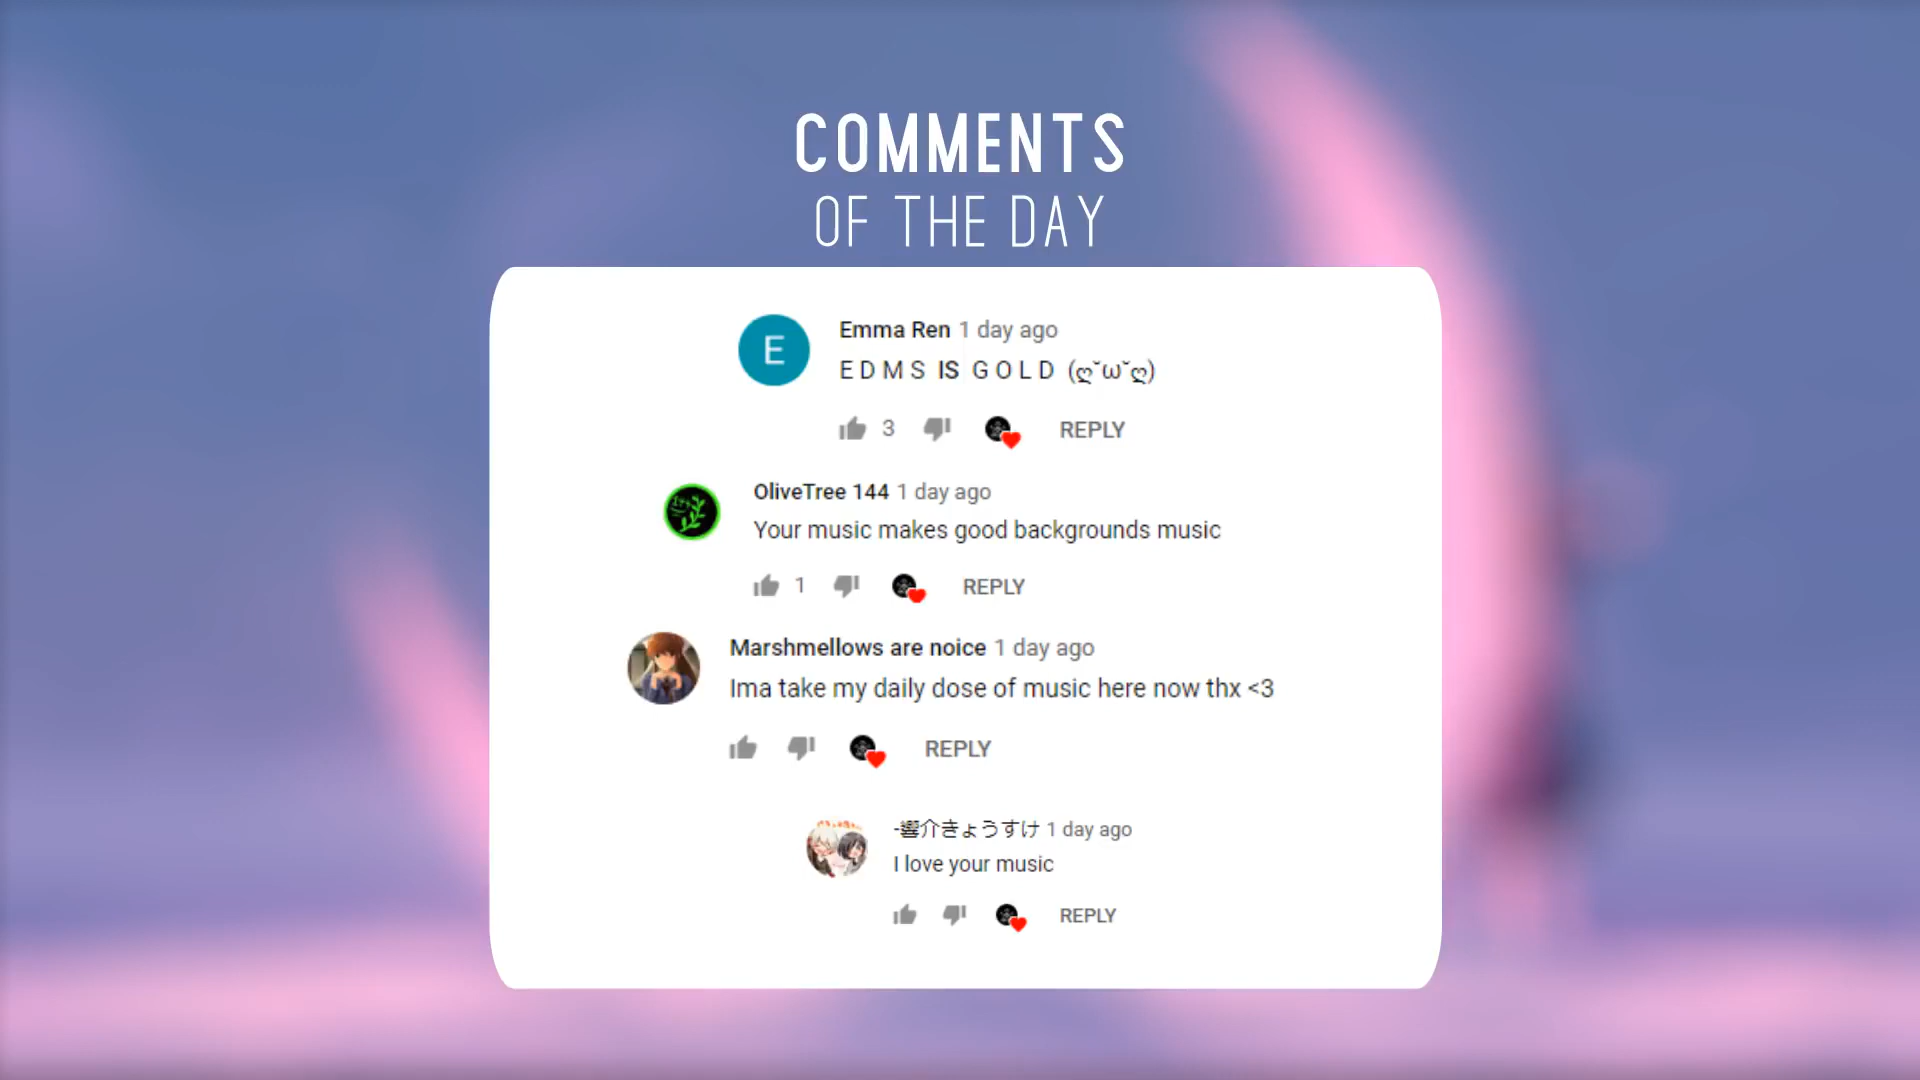 COMMENTS
OF THE DAY
E
Emma Ren 1 day ago
E D M S IS G O L D (ღ˘ω˘ღ)
3 REPLY
OliveTree 144 1 day ago
Your music makes good backgrounds music
1 REPLY
Marshmellows are noice 1 day ago
Ima take my daily dose of music here now thx <3
REPLY
-響介きょうすけ 1 day ago
I love your music
REPLY